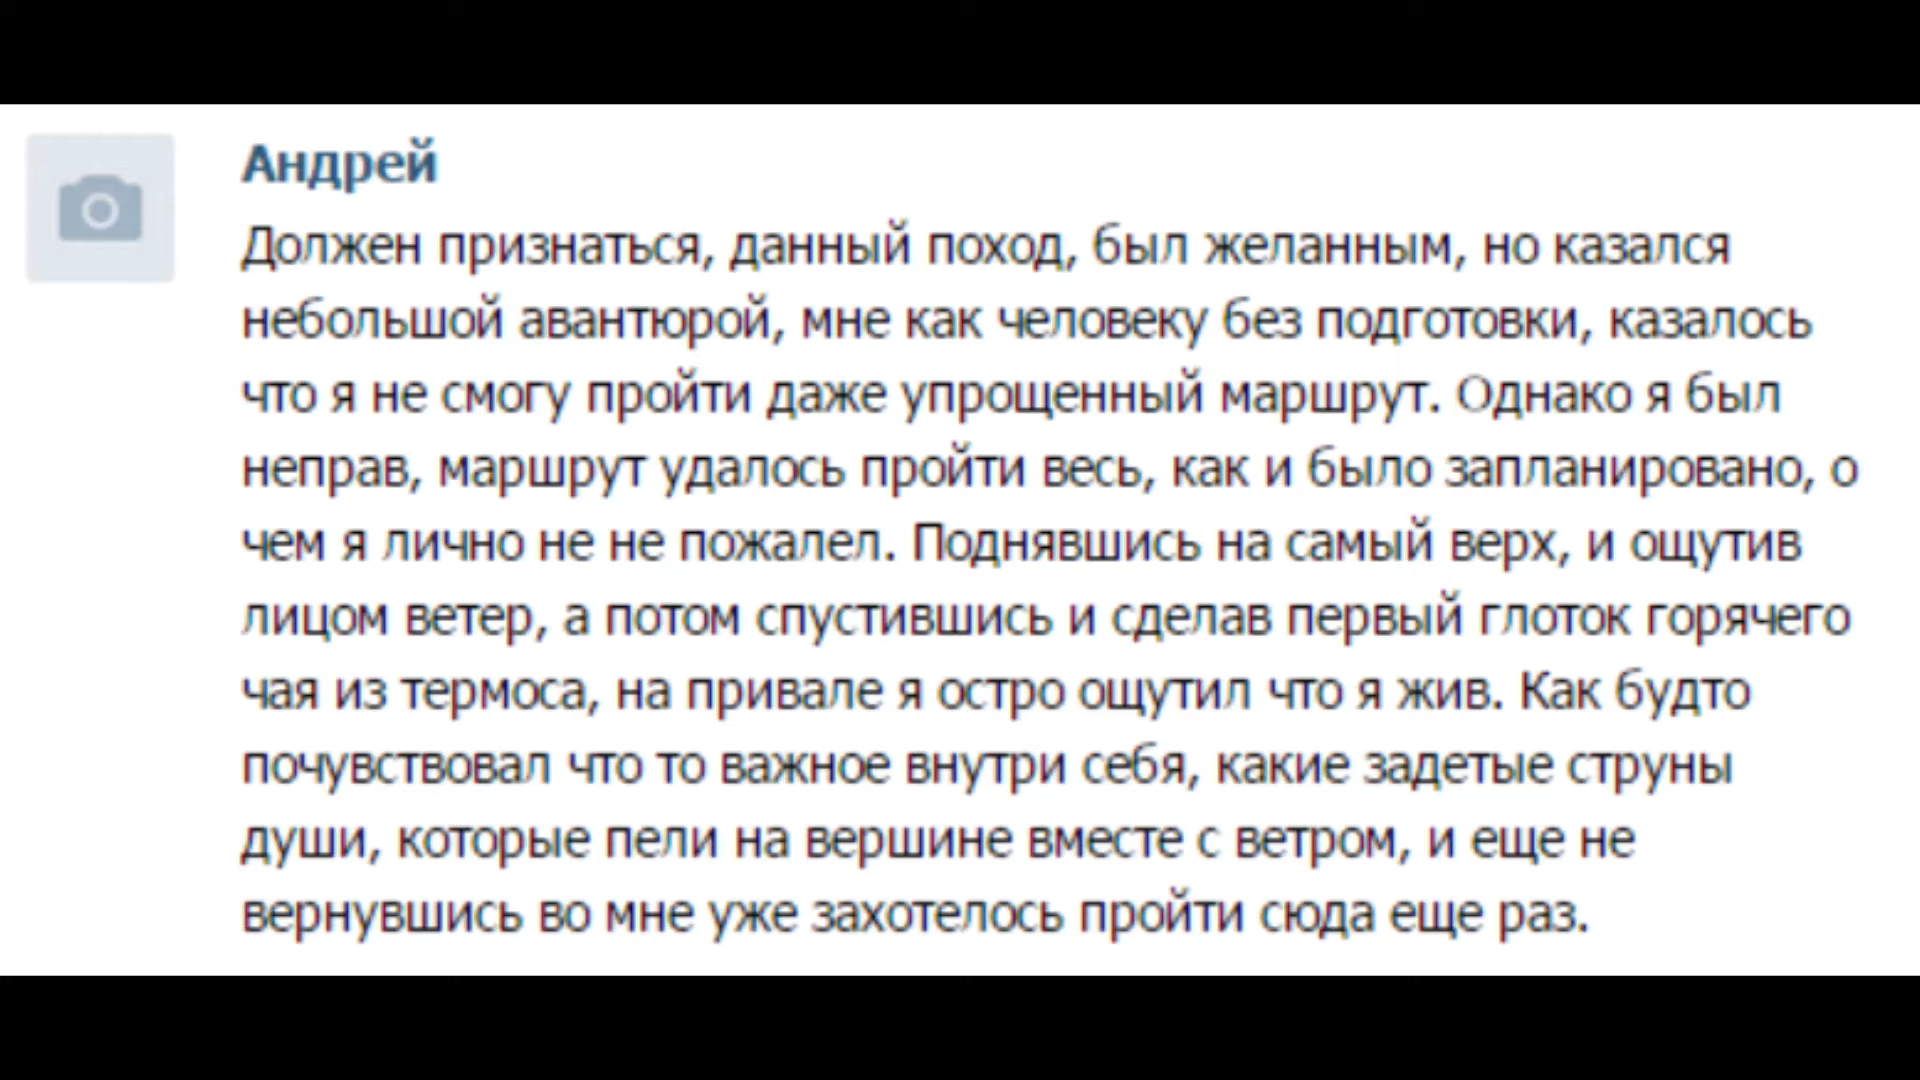 Андрей
Должен признаться, данный поход, был желанным, но казался
небольшой авантюрой, мне как человеку без подготовки, казалось
что я не смогу пройти даже упрощенный маршрут. Однако я был
неправ, маршрут удалось пройти весь, как и было запланировано, о
чем я лично не не пожалел. Поднявшись на самый верх, и ощутив
лицом ветер, а потом спустившись и сделав первый глоток горячего
чая из термоса, на привале я остро ощутил что я жив. Как будто
почувствовал что то важное внутри себя, какие задетые струны
души, которые пели на вершине вместе с ветром, и еще не
вернувшись во мне уже захотелось пройти сюда еще раз.